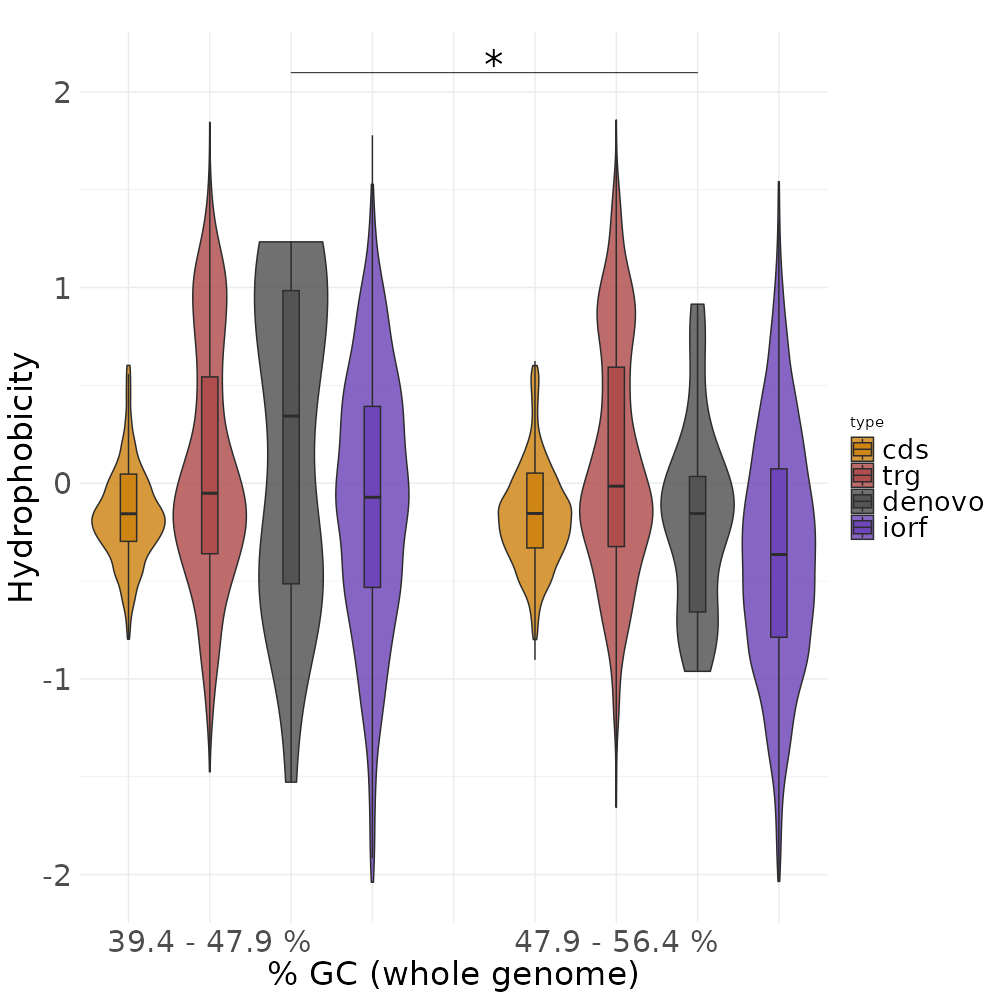 *
2
1
0
-1
-2
Hydrophobicity
39.4 - 47.9 %
47.9 - 56.4 %
% GC (whole genome)
type
cds
trg
denovo
iorf